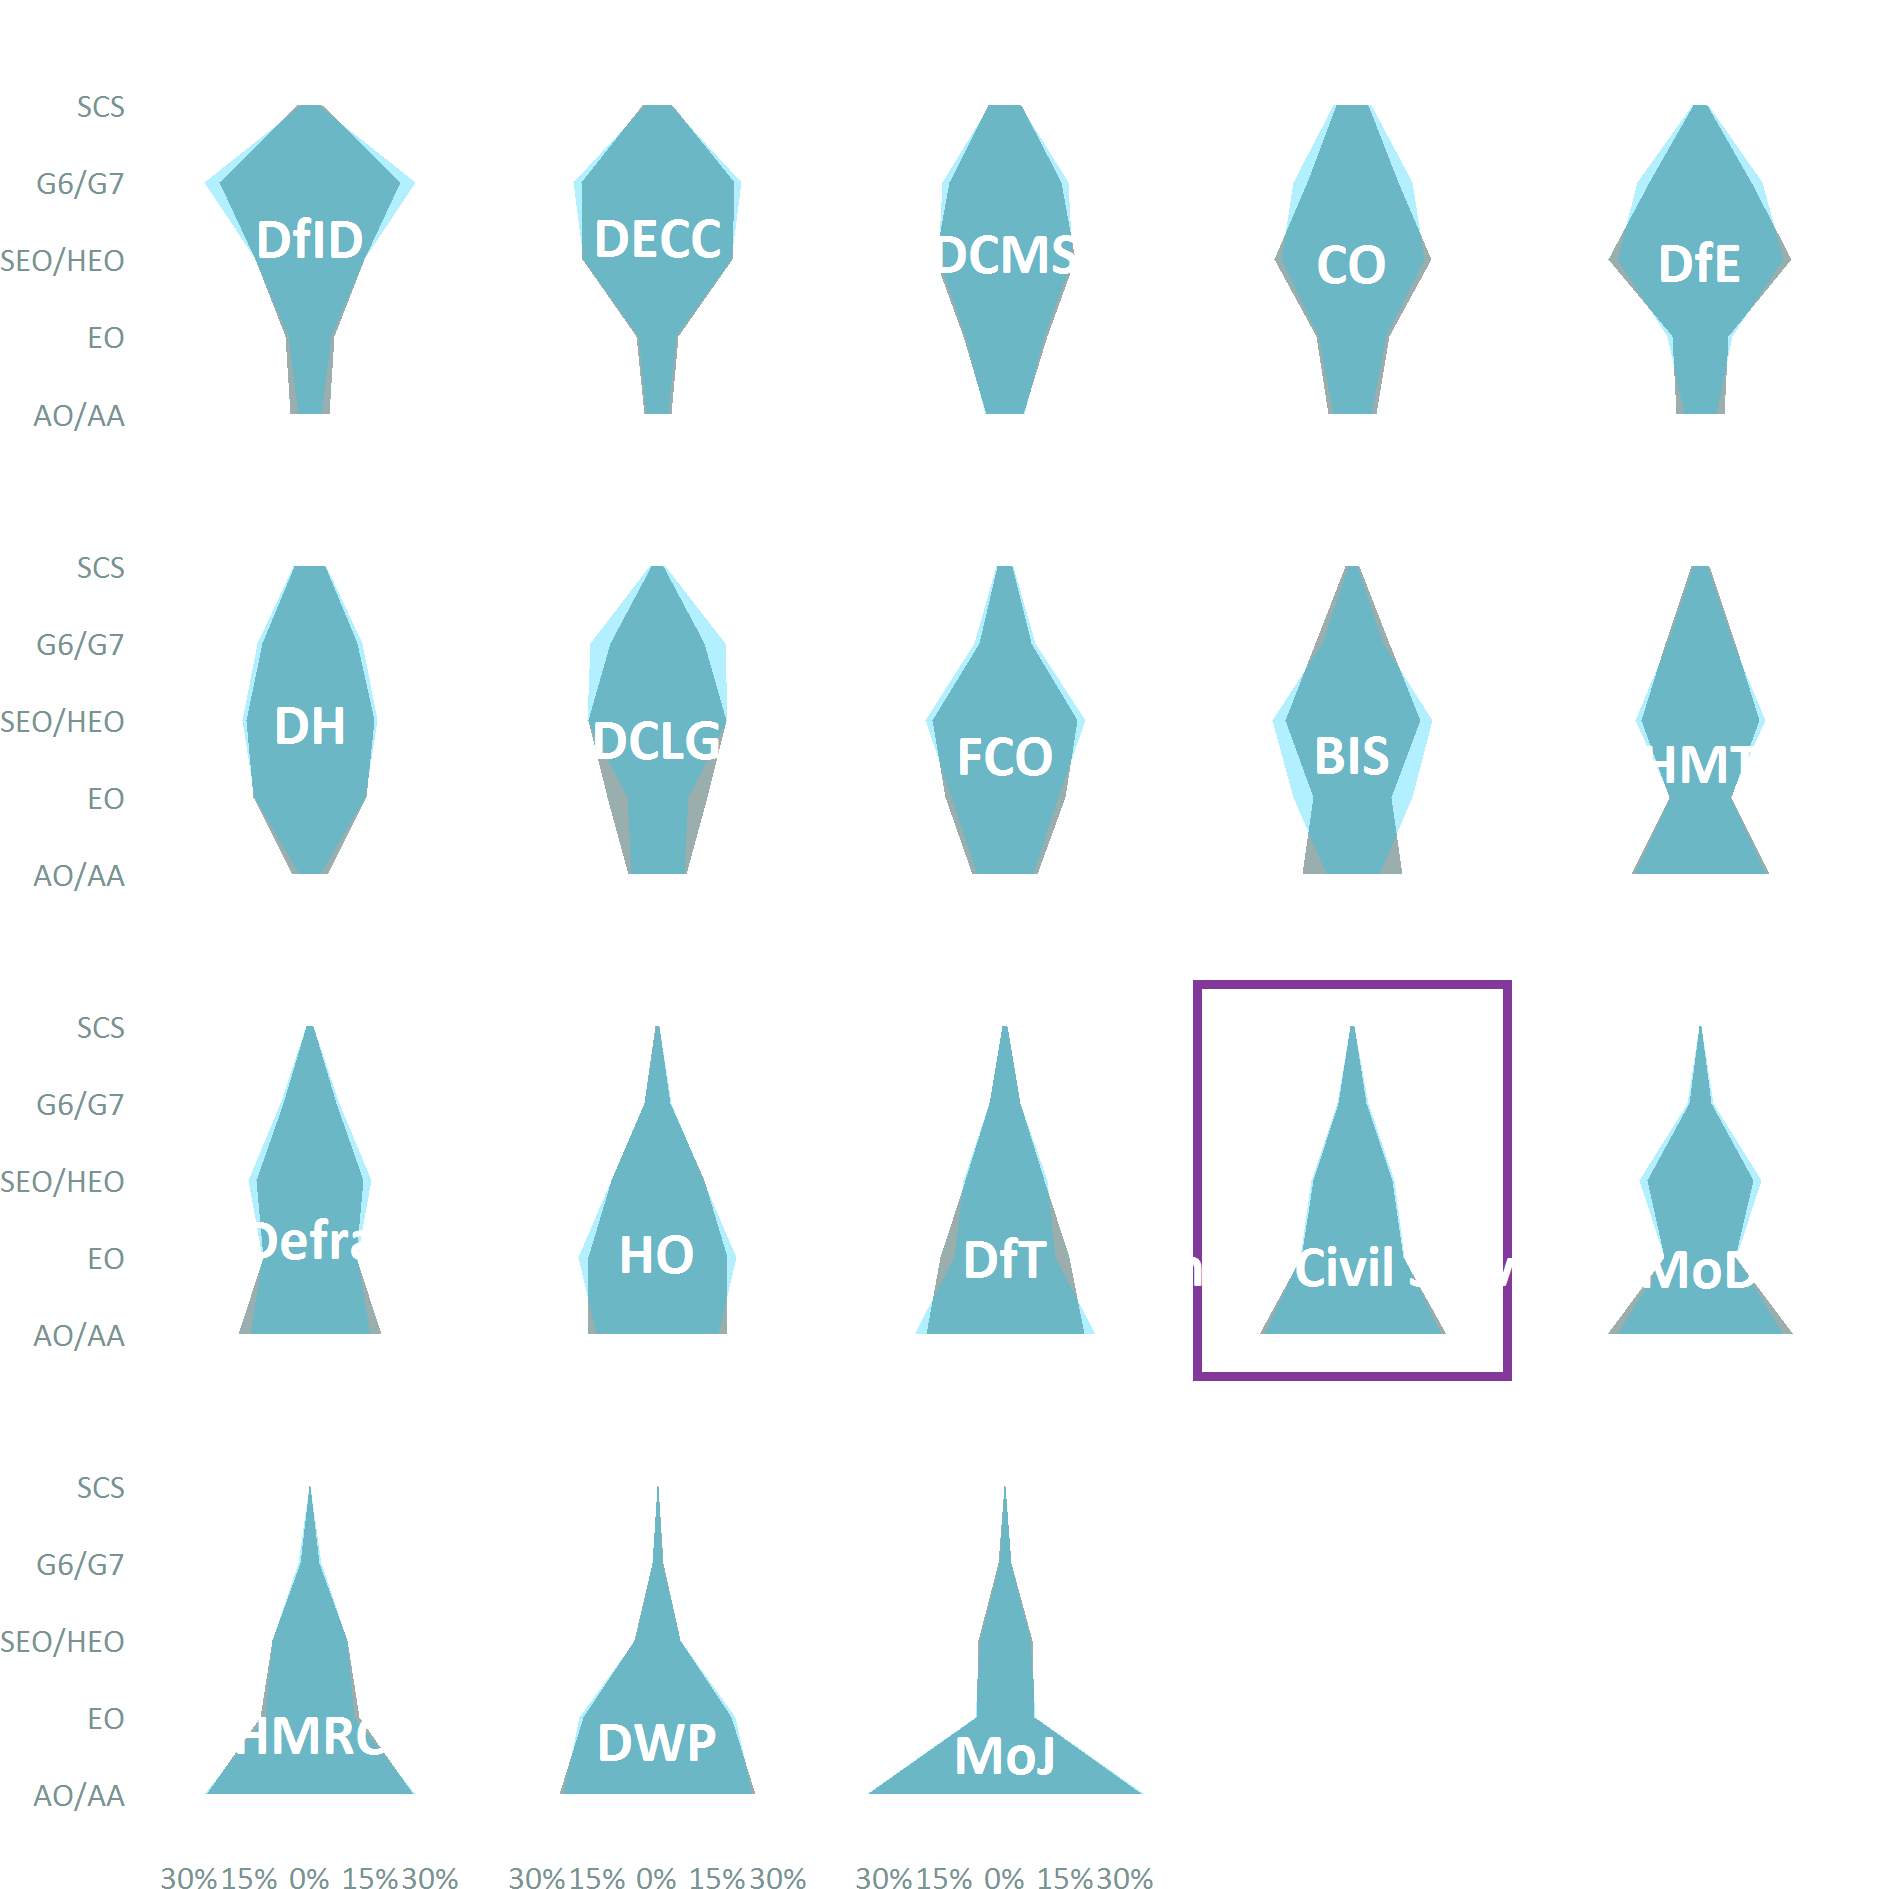 SCS
G6/G7
SEO/HEO
EO
AO/AA
DfID
DECC
DCMS
CO
DfE
SCS
G6/G7
SEO/HEO
EO
AO/AA
DH
DCLG
FCO
BIS
HMT
SCS
G6/G7
SEO/HEO
EO
AO/AA
Defra
HO
DfT
Civil
MoD
SCS
G6/G7
SEO/HEO
EO
AO/AA
HMRC
DWP
MoJ
30% 15% 0% 15% 30%
30% 15% 0% 15% 30%
30% 15% 0% 15% 30%